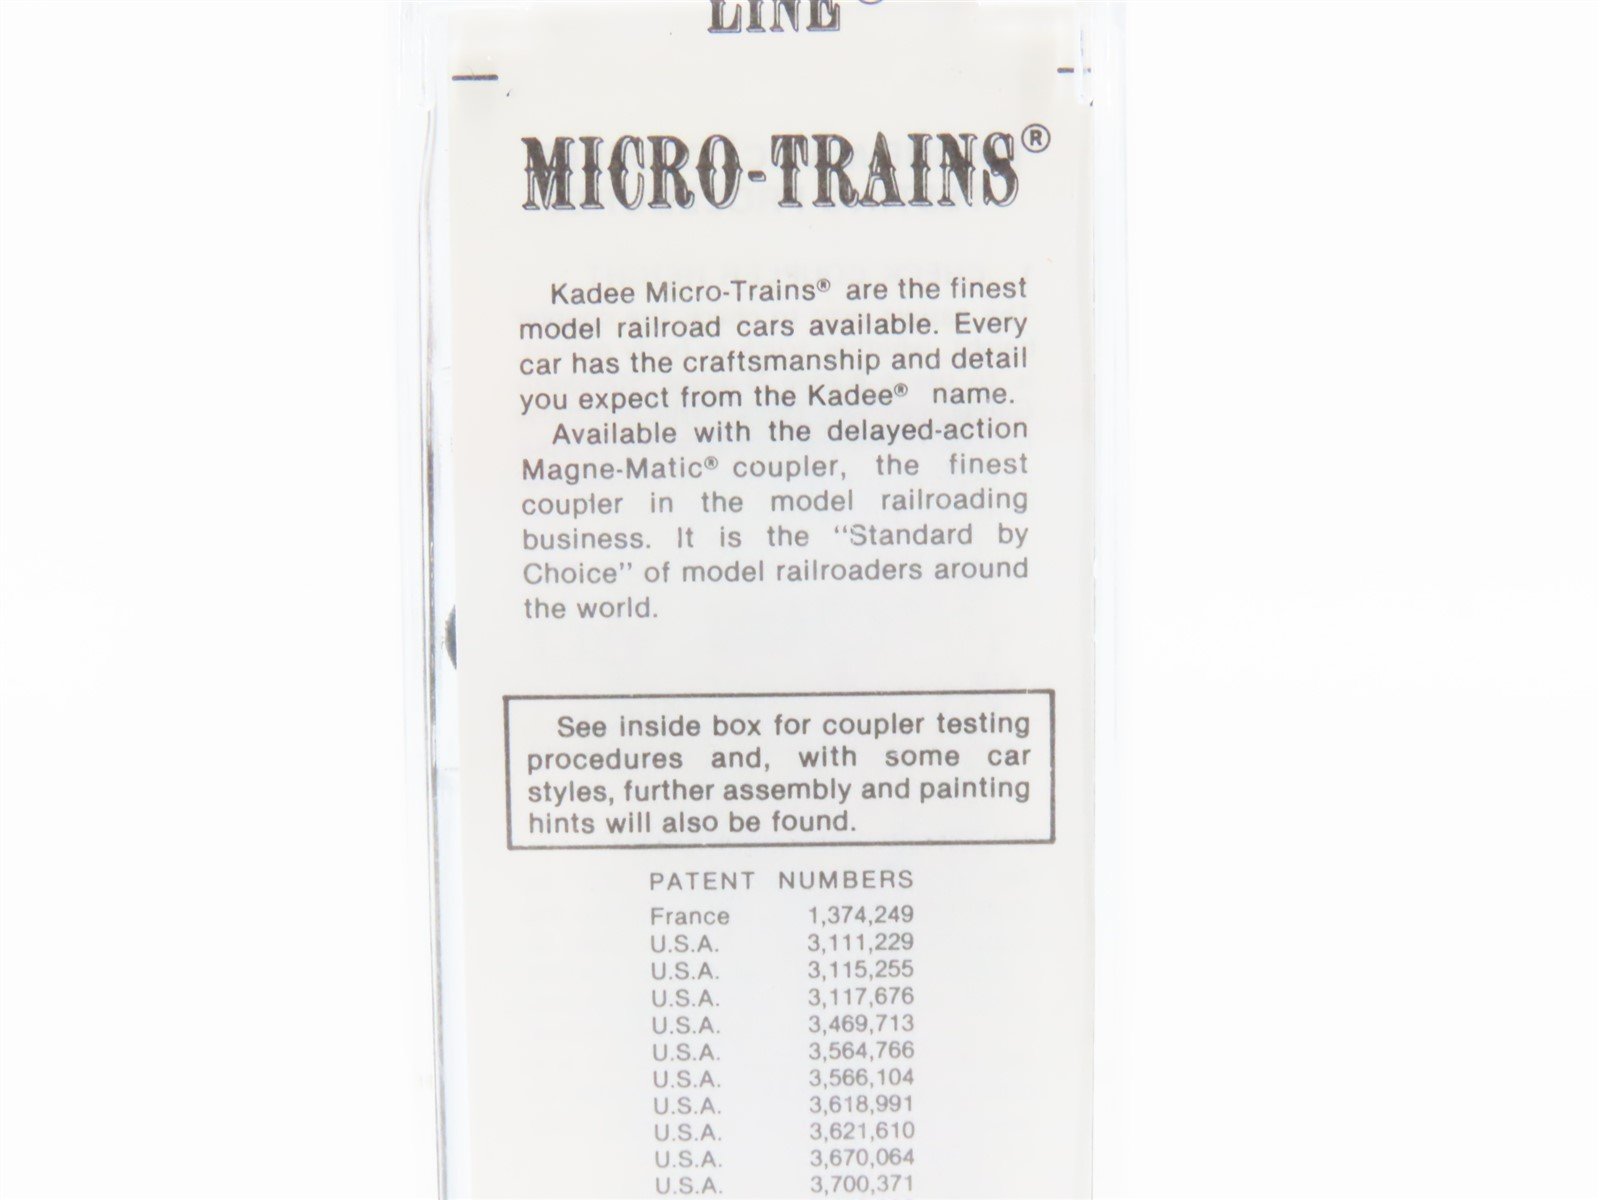 LINE®
MICRO-TRAINS®
Kadee Micro-Trains® are the finest
model railroad cars available. Every
car has the craftsmanship and detail
you expect from the Kadee® name.
Available with the delayed-action
Magne-Matic® coupler, the finest
coupler in the model railroading
business. It is the “Standard by
Choice” of model railroaders around
the world.
See inside box for coupler testing
procedures and, with some car
styles, further assembly and painting
hints will also be found.
PATENT NUMBERS
France 1,374,249
U.S.A. 3,111,229
U.S.A. 3,115,255
U.S.A. 3,117,676
U.S.A. 3,469,713
U.S.A. 3,564,766
U.S.A. 3,566,104
U.S.A. 3,618,991
U.S.A. 3,621,610
U.S.A. 3,670,064
U.S.A. 3,700,371